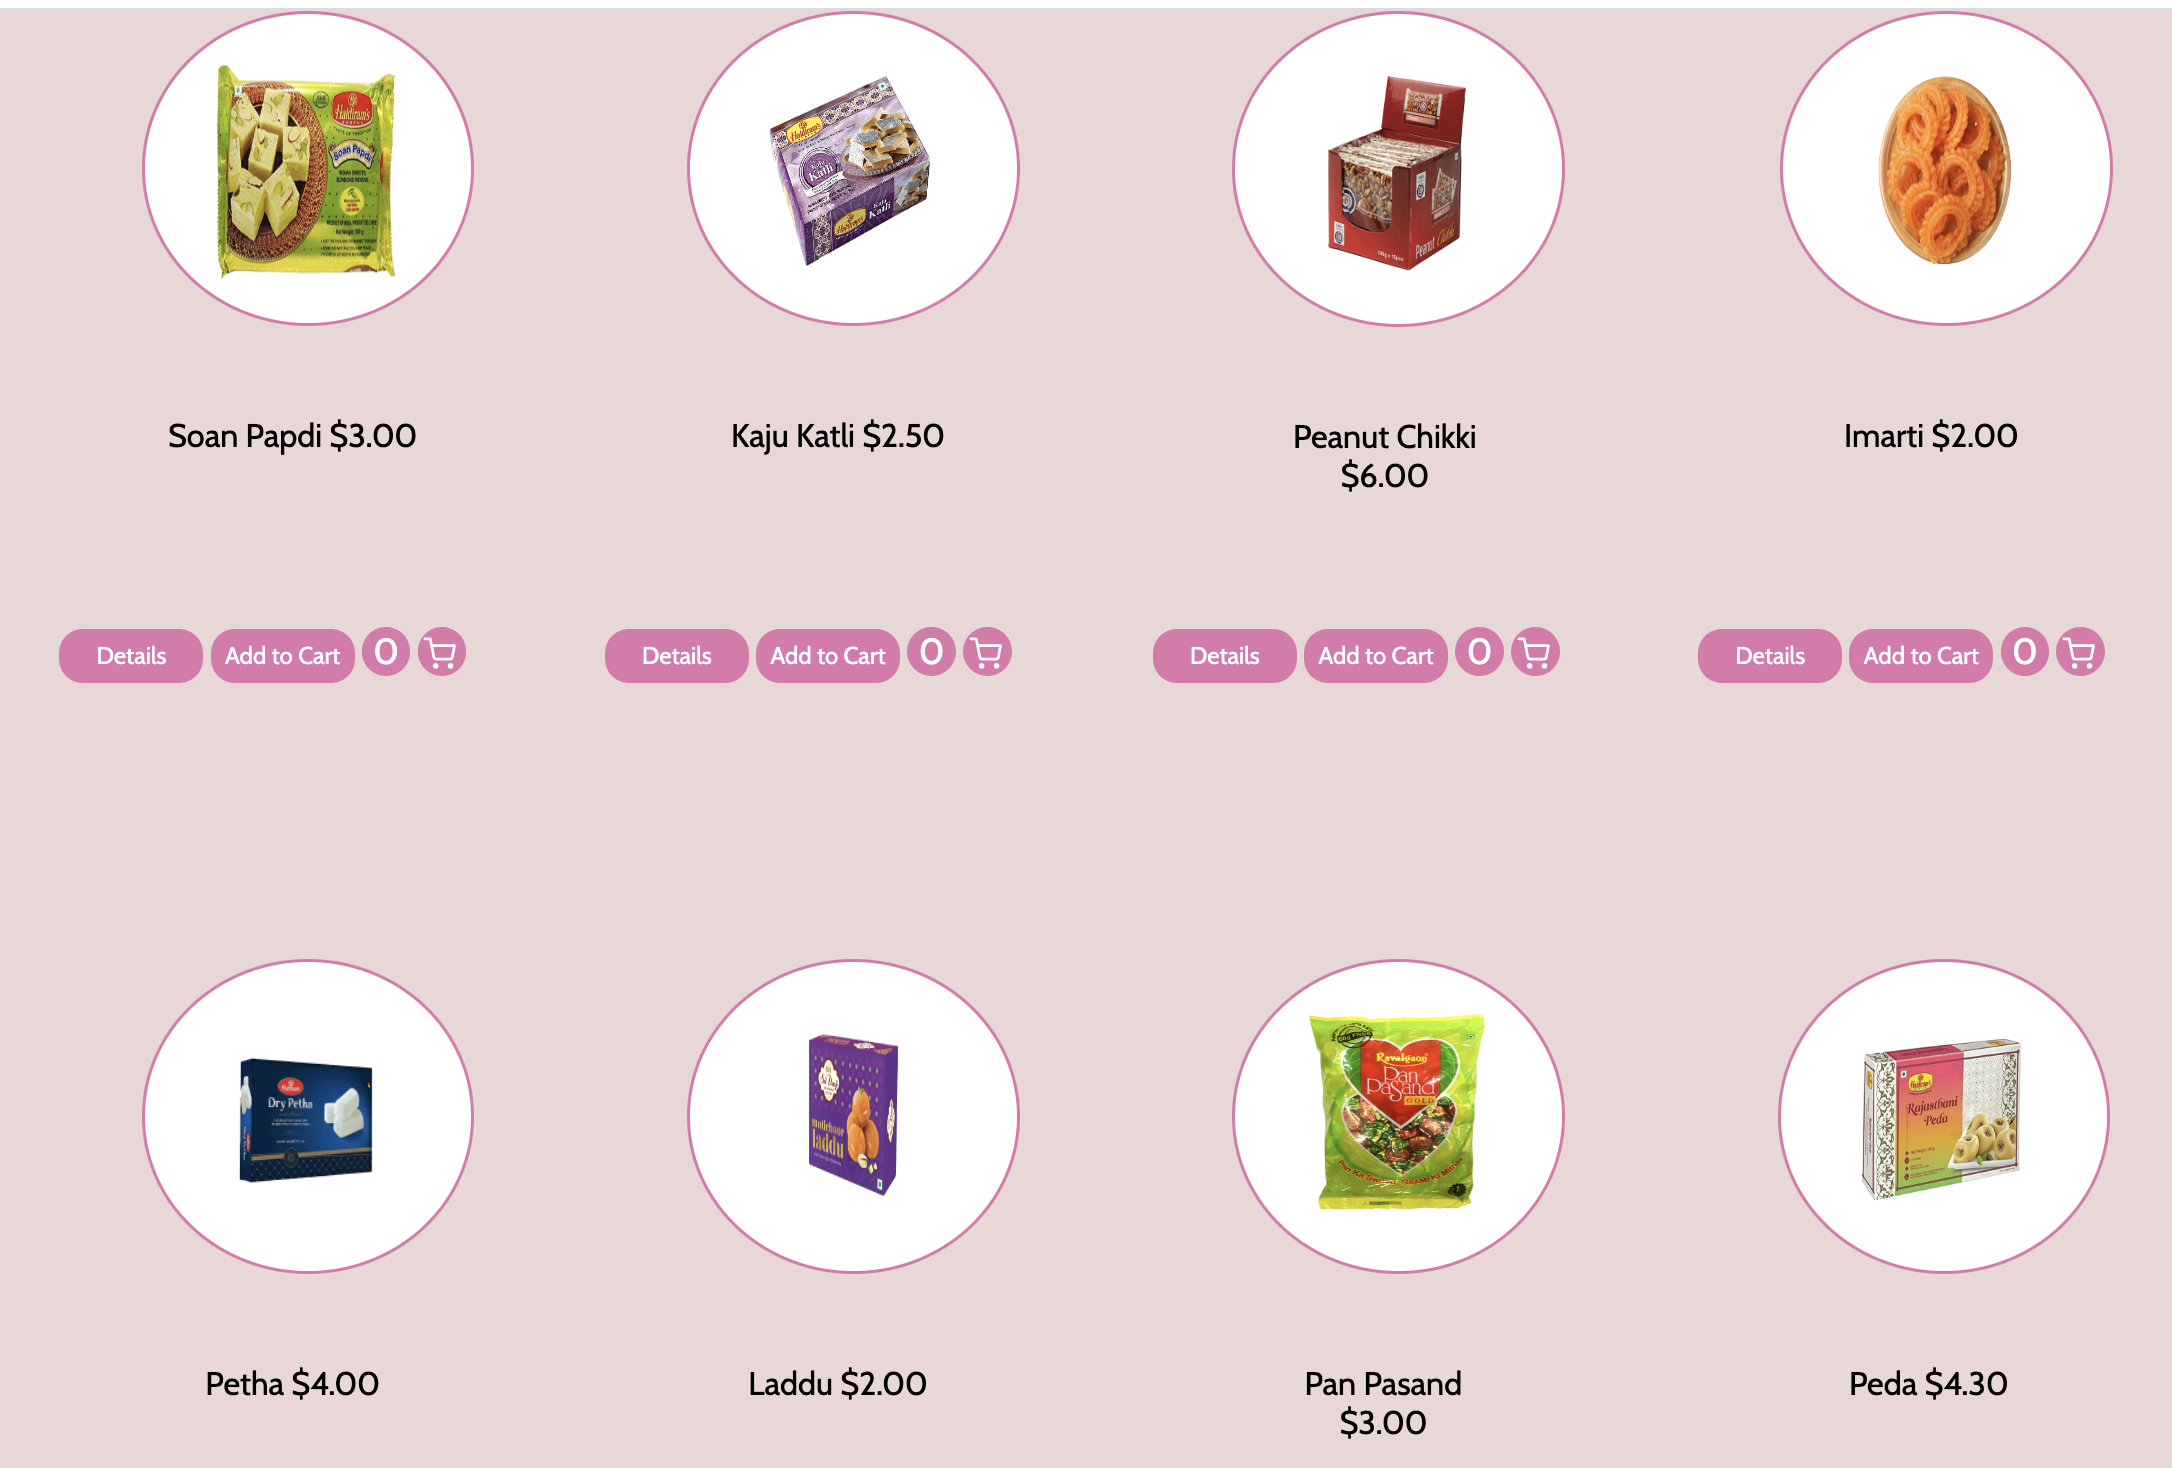 Haldiram's
Soan Papdi
Haldiram's
Kaju
Katli
Haldiram's
Kaju
Katli
Peanut Chikki
Soan Papdi $3.00
Kaju Katli $2.50
Peanut Chikki
$6.00
Imarti $2.00
Details Add to Cart 0
Details Add to Cart 0
Details Add to Cart 0
Details Add to Cart 0
Haldiram's
Dry Petha
motichoor
laddu
Ravalgaon
Pan
Pasand
GOLD
Haldiram's
Rajasthani
Peda
Petha $4.00
Laddu $2.00
Pan Pasand
$3.00
Peda $4.30